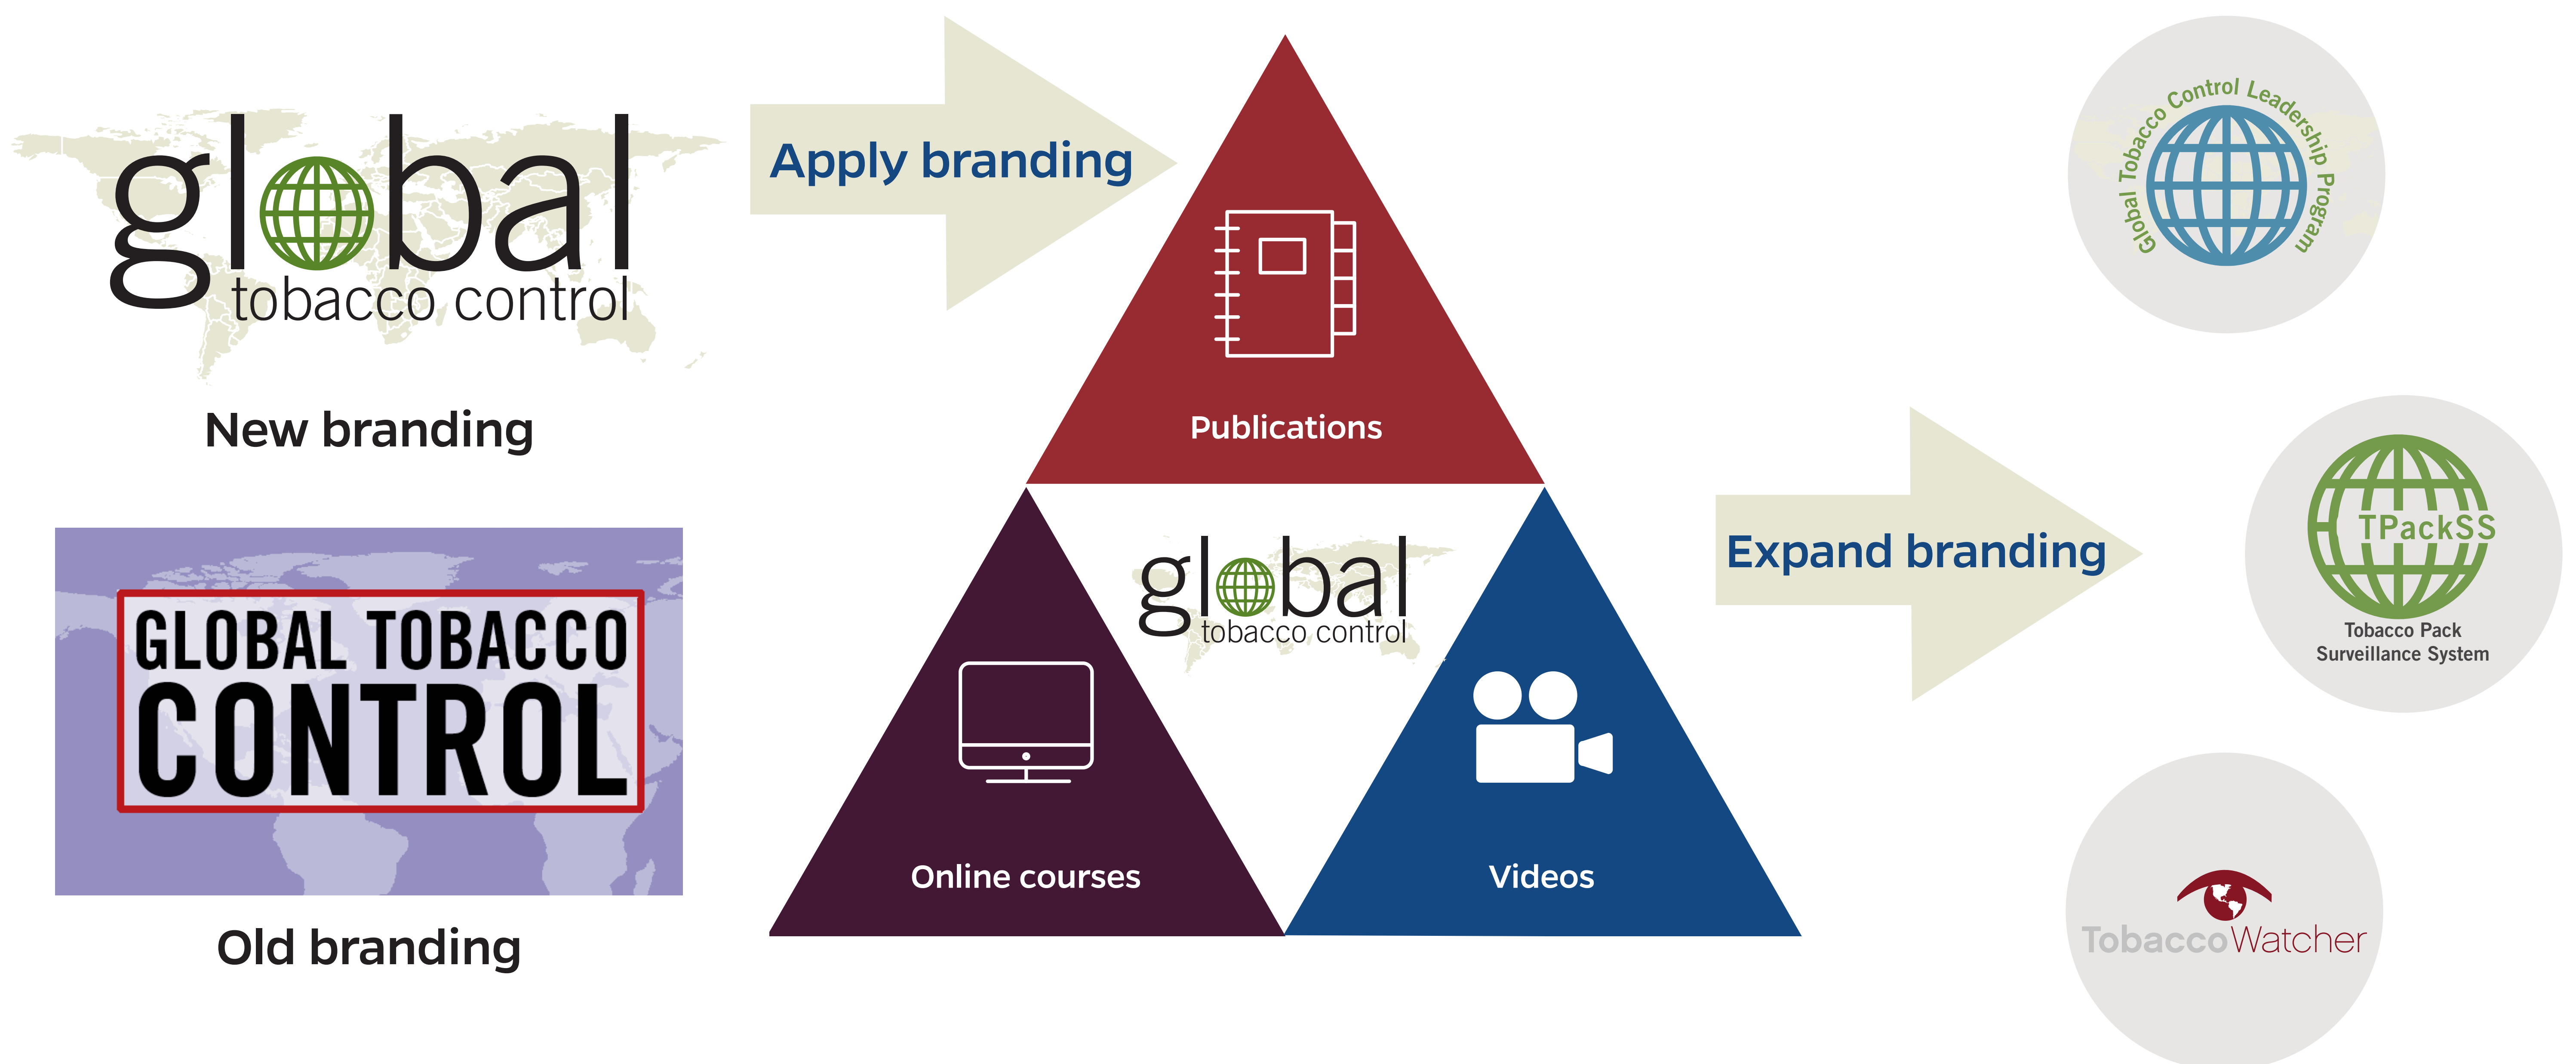 global
tobacco control
New branding
GLOBAL TOBACCO
CONTROL
Old branding
Apply branding
Publications
global
tobacco control
Online courses
Videos
Expand branding
Global Tobacco Control Leadership Program
TPackSS
Tobacco Pack
Surveillance System
TobaccoWatcher